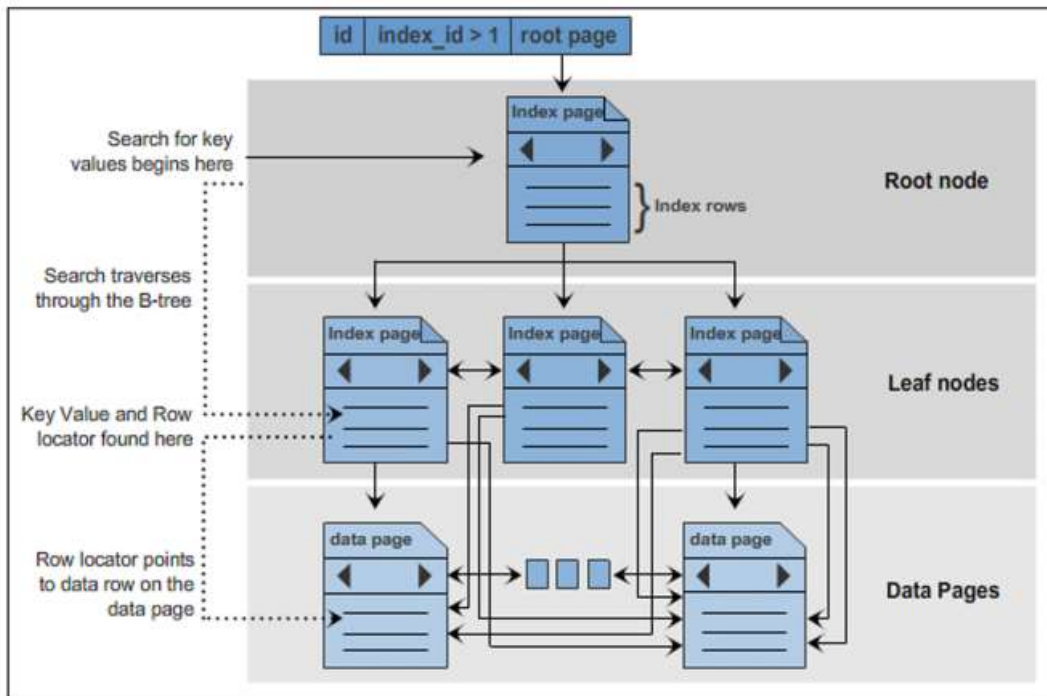 id index_id > 1 root page
Index page
Search for key
values begins here
Root node
Index rows
Search traverses
through the B-tree
Index page Index page Index page
Leaf nodes
Key Value and Row
locator found here
data page data page
Row locator points
to data row on the
data page
Data Pages